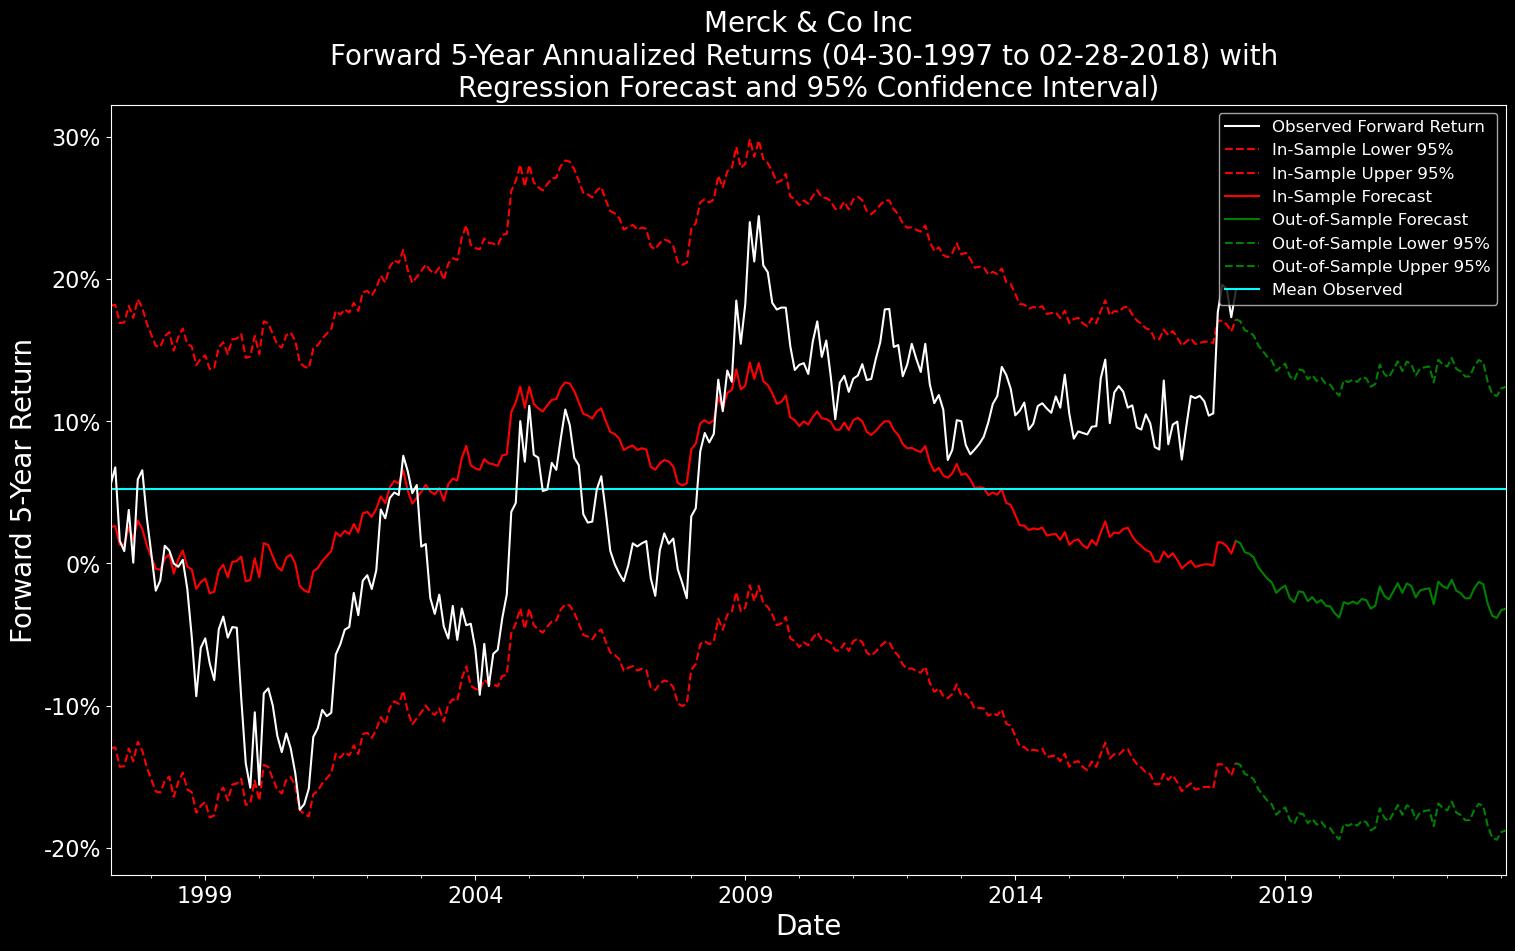 Merck & Co Inc
Forward 5-Year Annualized Returns (04-30-1997 to 02-28-2018) with
Regression Forecast and 95% Confidence Interval)
Forward 5-Year Return
30%
20%
10%
0%
-10%
-20%
Observed Forward Return
In-Sample Lower 95%
In-Sample Upper 95%
In-Sample Forecast
Out-of-Sample Forecast
Out-of-Sample Lower 95%
Out-of-Sample Upper 95%
Mean Observed
1999 2004 2009 2014 2019
Date